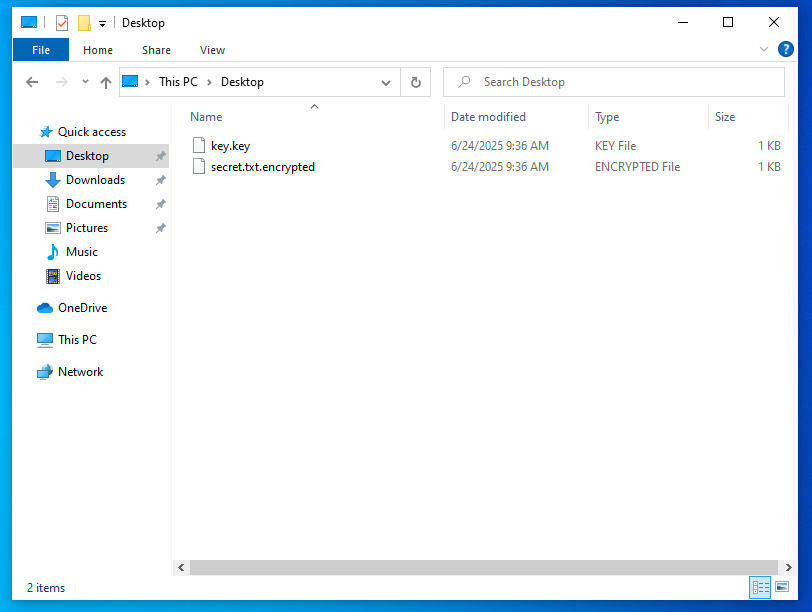 Desktop
File Home Share View
This PC Desktop
Search Desktop
Name Date modified Type Size
key.key 6/24/2025 9:36 AM KEY File 1 KB
secret.txt.encrypted 6/24/2025 9:36 AM ENCRYPTED File 1 KB
Quick access
Desktop
Downloads
Documents
Pictures
Music
Videos
OneDrive
This PC
Network
2 items